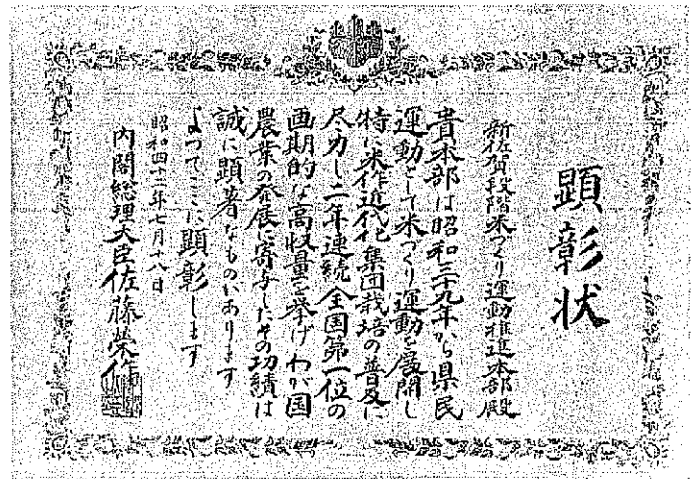 顕彰状
新佐賀段階米づくり運動推進本部殿
貴本部は昭和三十九年から県民
運動として米づくり運動を展開し
特に米作近代化集団栽培の普及に
尽力し二年連続全国第一位の
画期的な高収量を挙げわが国
農業の発展に寄与したその功績は
誠に顕著なものがあります
よつてここに顕彰します
昭和四十二年七月十八日
内閣総理大臣佐藤榮作